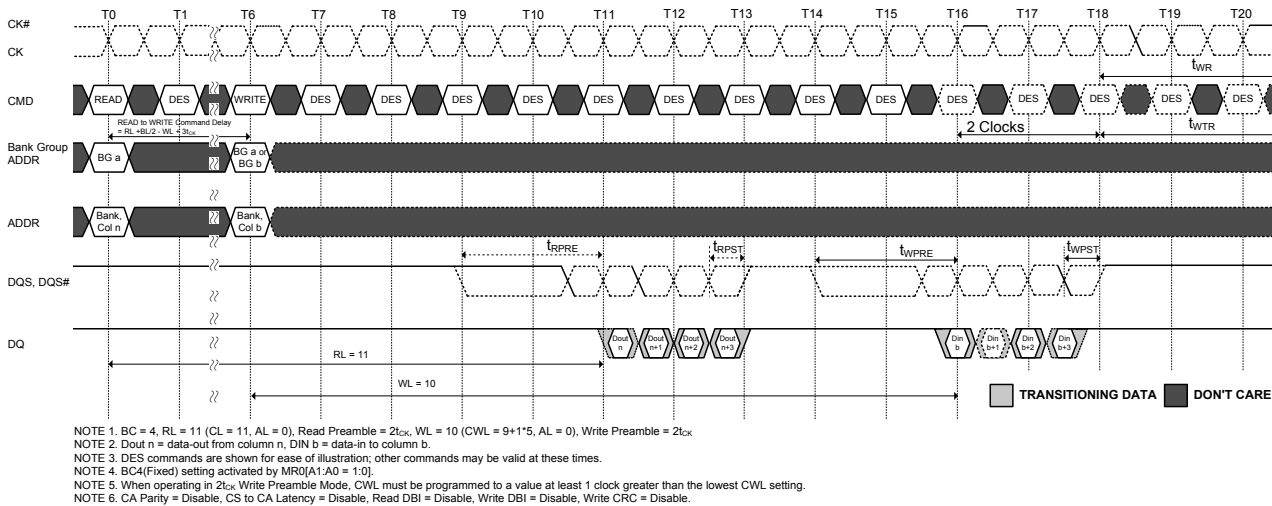 T0 T1 T6 T7 T8 T9 T10 T11 T12 T13 T14 T15 T16 T17 T18 T19 T20
CK#
CK
tWR
CMD READ DES WRITE DES DES DES DES DES DES DES DES DES DES DES DES DES DES
READ to WRITE Command Delay
= RL +BL/2 - WL + 3tCK
2 Clocks
tWTR
Bank Group
ADDR
BG a
BG a or
BG b
ADDR
Bank,
Col n
Bank,
Col b
tRPRE tRPST tWPRE tWPST
DQS, DQS#
DQ
Dout
n
Dout
n+1
Dout
n+2
Dout
n+3
Din
b
Din
b+1
Din
b+2
Din
b+3
RL = 11
WL = 10
TRANSITIONING DATA DON'T CARE
NOTE 1. BC = 4, RL = 11 (CL = 11, AL = 0), Read Preamble = 2tCK, WL = 10 (CWL = 9+1*5, AL = 0), Write Preamble = 2tCK
NOTE 2. Dout n = data-out from column n, DIN b = data-in to column b.
NOTE 3. DES commands are shown for ease of illustration; other commands may be valid at these times.
NOTE 4. BC4(Fixed) setting activated by MR0[A1:A0 = 1:0].
NOTE 5. When operating in 2tCK Write Preamble Mode, CWL must be programmed to a value at least 1 clock greater than the lowest CWL setting.
NOTE 6. CA Parity = Disable, CS to CA Latency = Disable, Read DBI = Disable, Write DBI = Disable, Write CRC = Disable.